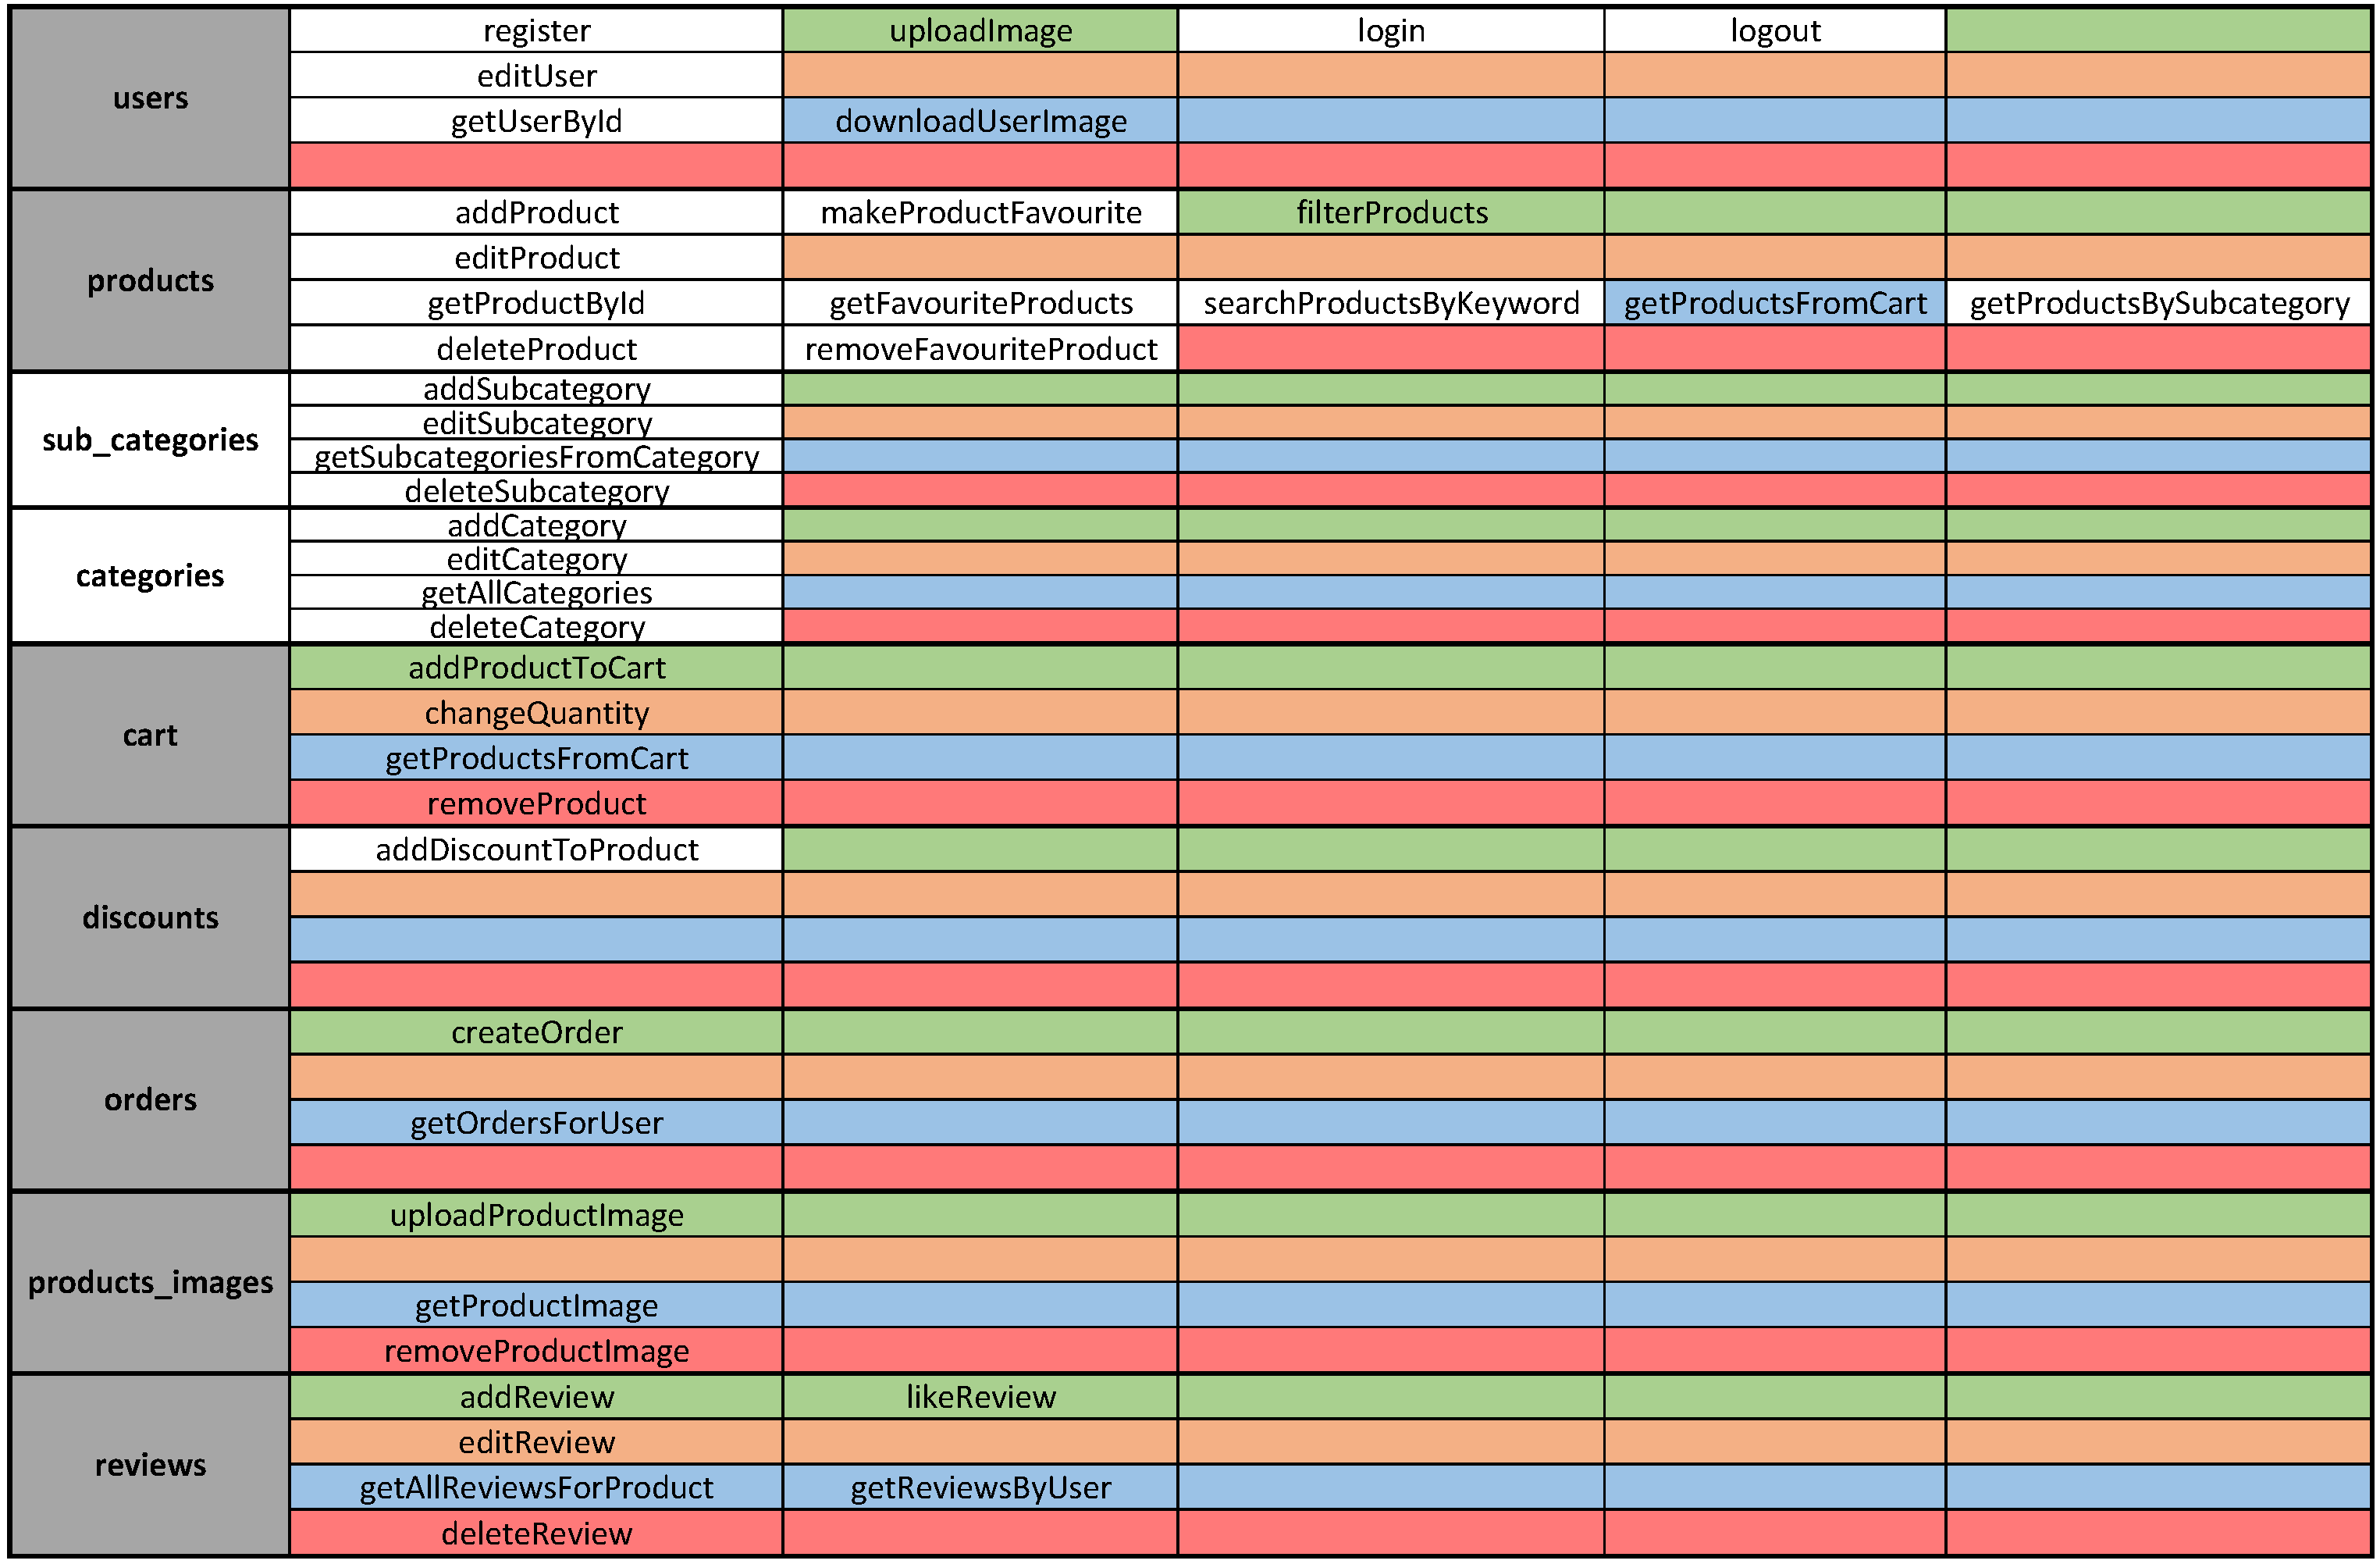 users
register uploadImage login logout
editUser
getUserById downloadUserImage
products
addProduct makeProductFavourite filterProducts
editProduct
getProductById getFavouriteProducts searchProductsByKeyword getProductsFromCart getProductsBySubcategory
deleteProduct removeFavouriteProduct
sub_categories
addSubcategory
editSubcategory
getSubcategoriesFromCategory
deleteSubcategory
categories
addCategory
editCategory
getAllCategories
deleteCategory
cart
addProductToCart
changeQuantity
getProductsFromCart
removeProduct
discounts
addDiscountToProduct
orders
createOrder
getOrdersForUser
products_images
uploadProductImage
getProductImage
removeProductImage
reviews
addReview likeReview
editReview
getAllReviewsForProduct getReviewsByUser
deleteReview